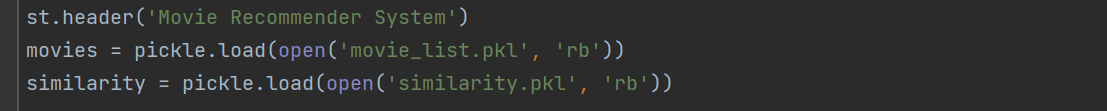 st.header('Movie Recommender System')
movies = pickle.load(open('movie_list.pkl', 'rb'))
similarity = pickle.load(open('similarity.pkl', 'rb'))